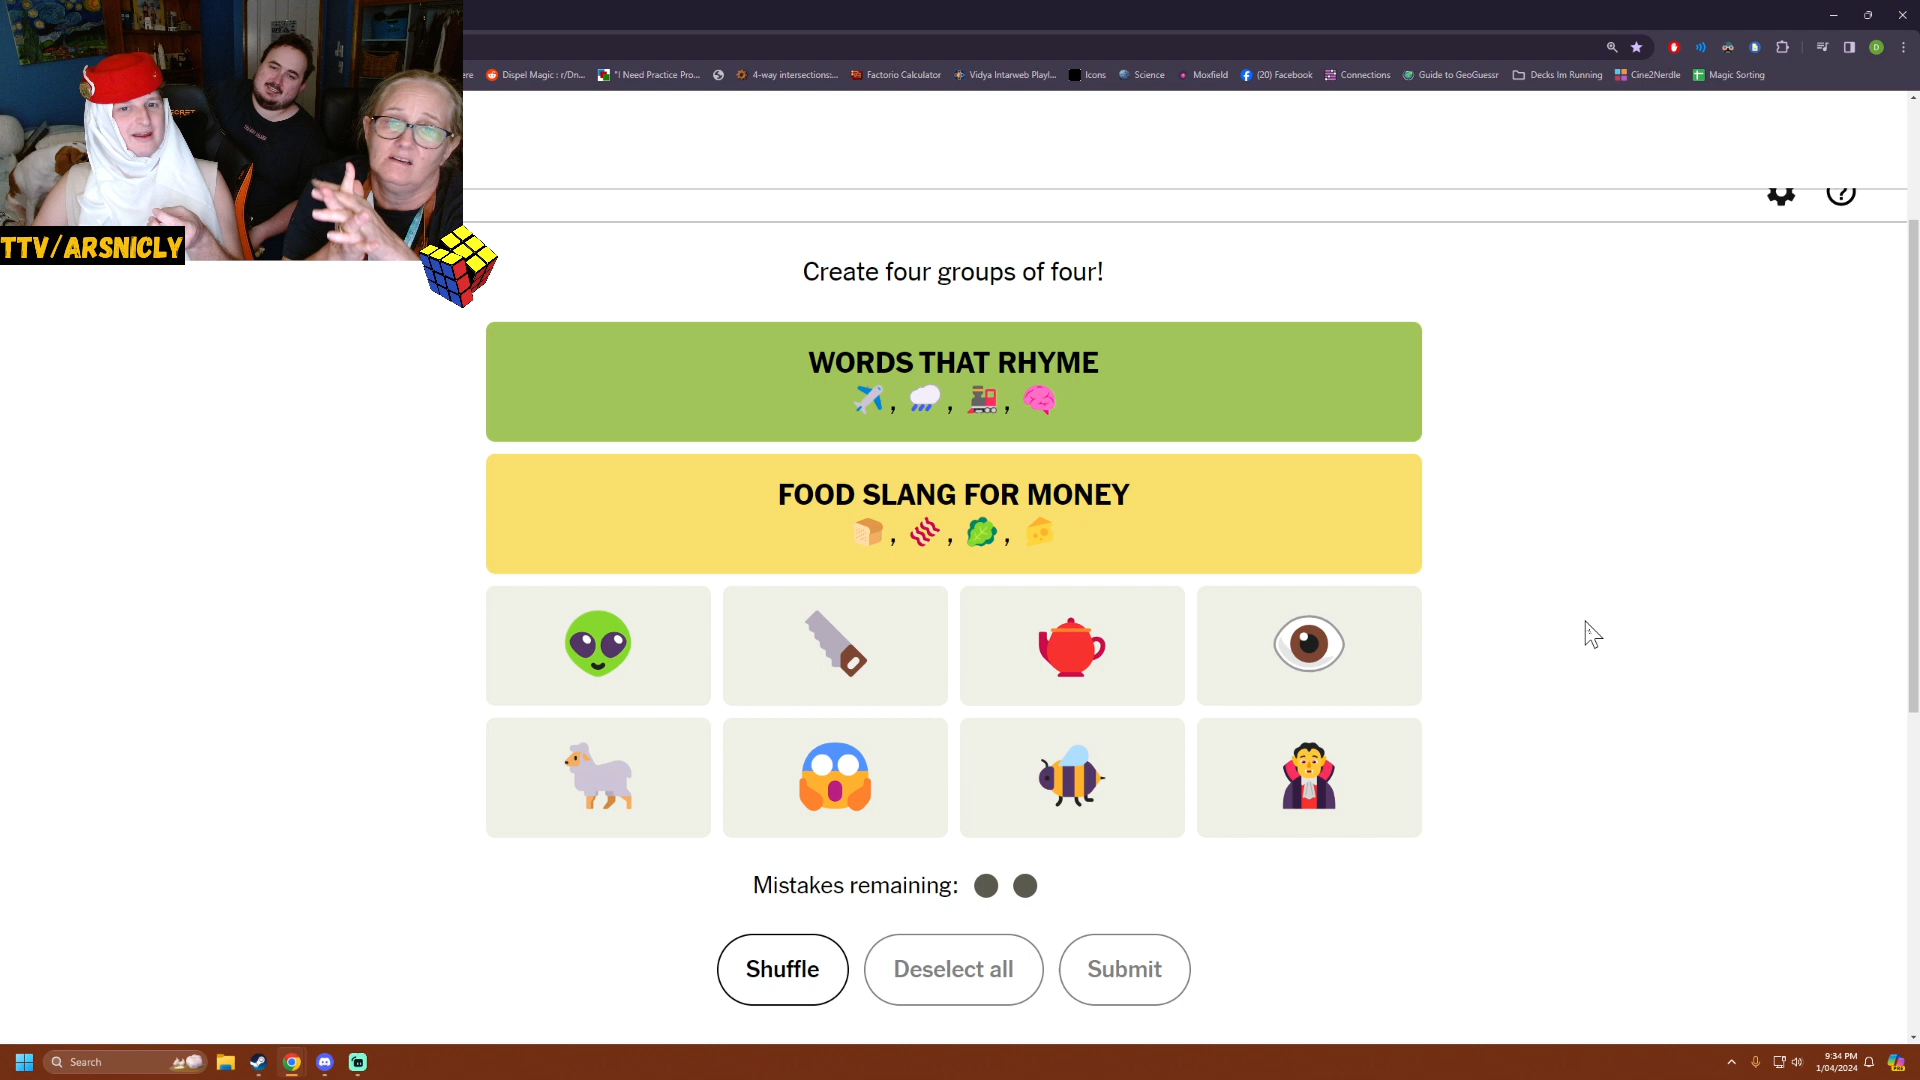 TTV/ARSNICLY
ere
Dispel Magic : r/Dn...
"I Need Practice Pro...
4-way intersections:...
Factorio Calculator
Vidya Intarweb Playl...
Icons
Science
Moxfield
(20) Facebook
Connections
Guide to GeoGuessr
Decks Im Running
Cine2Nerdle
Magic Sorting
Create four groups of four!
WORDS THAT RHYME
FOOD SLANG FOR MONEY
Mistakes remaining:
Shuffle
Deselect all
Submit
Search
9:34 PM
1/04/2024